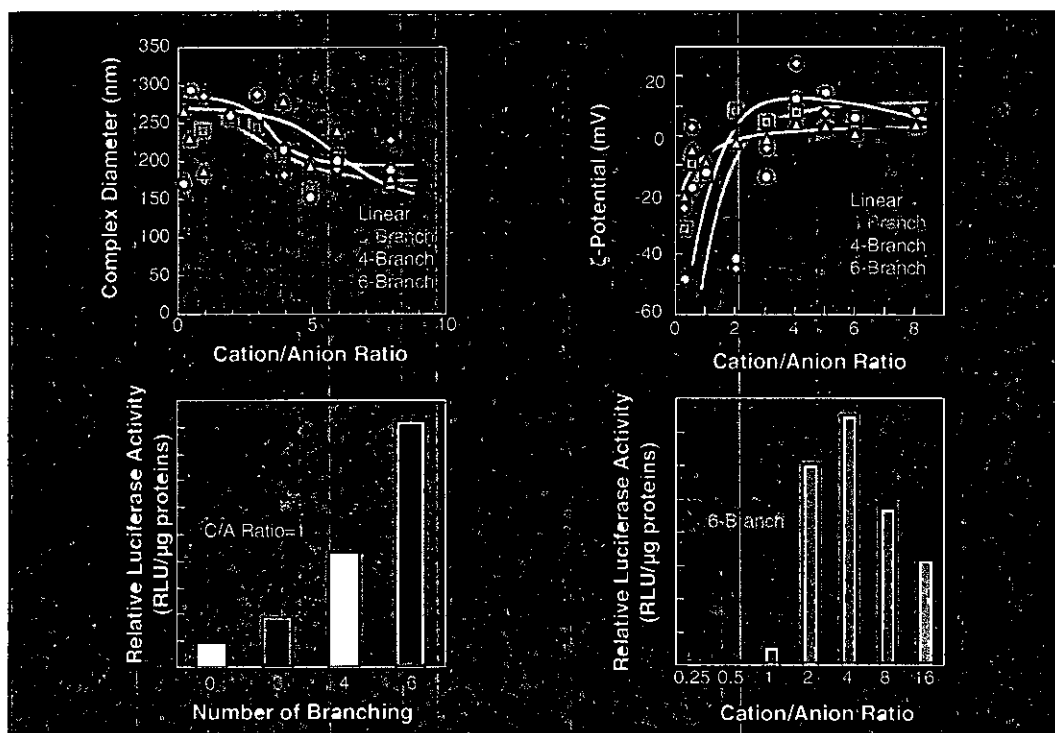 Complex Diameter (nm)
350
300
250
200
150
100
50
0
Linear
-Branch
4-Branch
6-Branch
0
5
10
Cation/Anion Ratio
ζ-Potential (mV)
20
0
-20
-40
-60
Linear
-Branch
4-Branch
6-Branch
0
2
4
6
8
Cation/Anion Ratio
Relative Luciferase Activity
(RLU/μg proteins)
C/A Ratio=1
0
3
4
6
Number of Branching
Relative Luciferase Activity
(RLU/μg proteins)
6-Branch
0.25 0.5 1 2 4 8 16
Cation/Anion Ratio